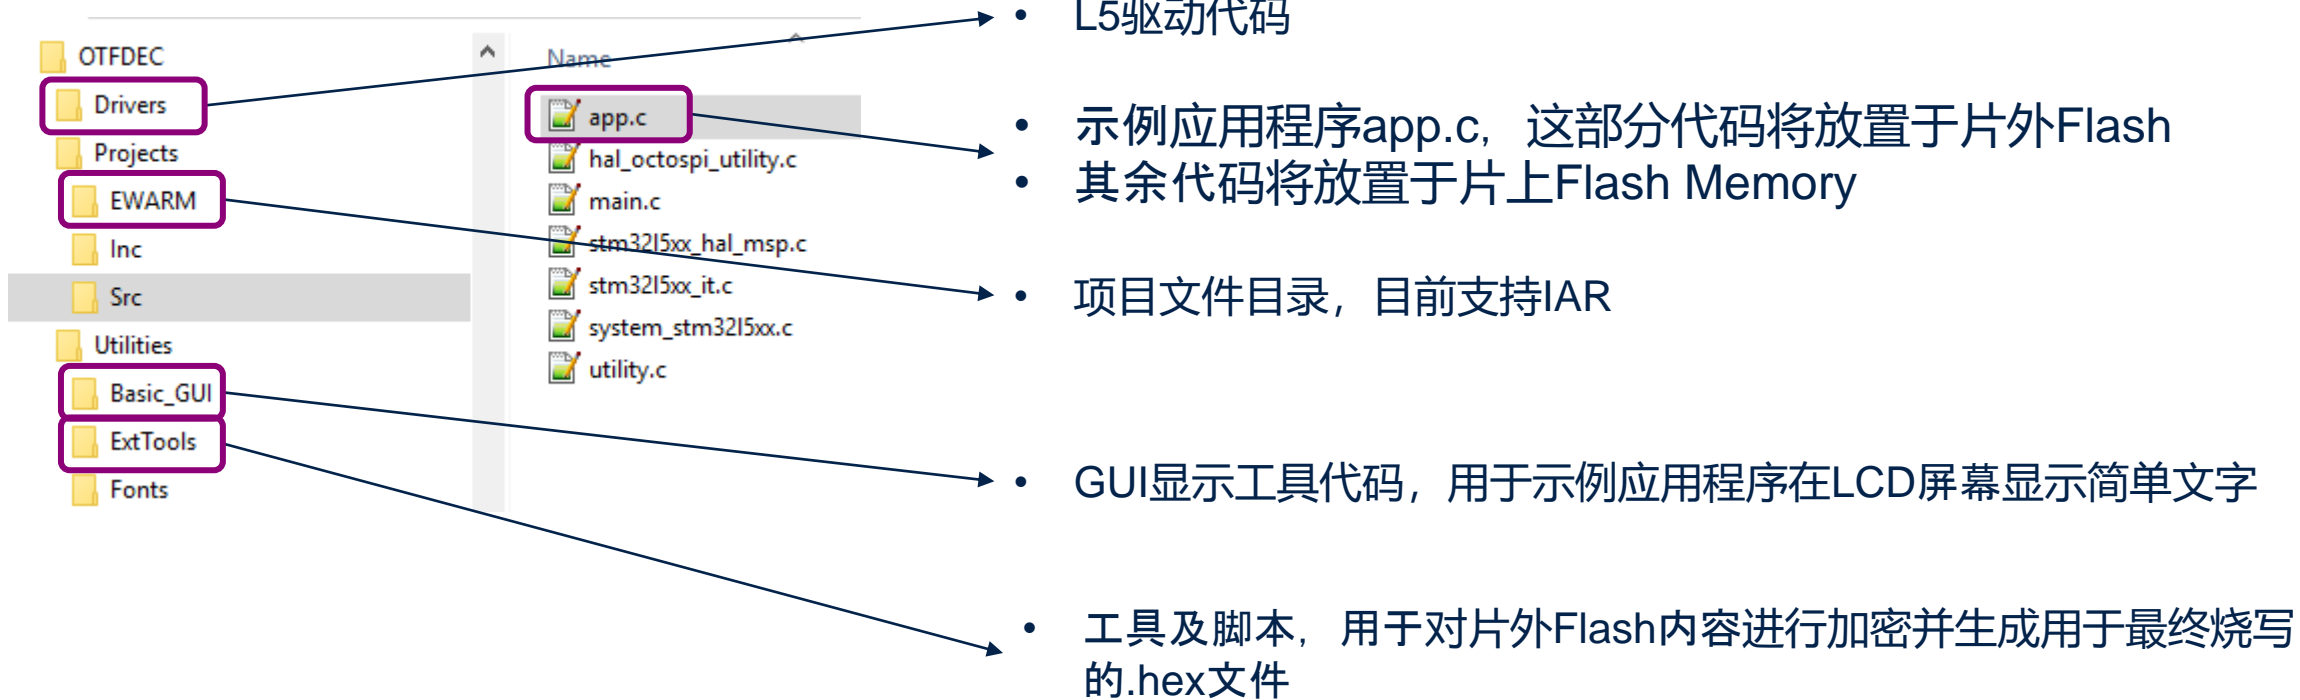 OTFDEC
Drivers
Projects
EWARM
Inc
Src
Utilities
Basic_GUI
ExtTools
Fonts
Name
app.c
hal_octospi_utility.c
main.c
stm32l5xx_hal_msp.c
stm32l5xx_it.c
system_stm32l5xx.c
utility.c
• L5驱动代码
• 示例应用程序app.c，这部分代码将放置于片外Flash
• 其余代码将放置于片上Flash Memory
• 项目文件目录，目前支持IAR
• GUI显示工具代码，用于示例应用程序在LCD屏幕显示简单文字
• 工具及脚本，用于对片外Flash内容进行加密并生成用于最终烧写
的.hex文件